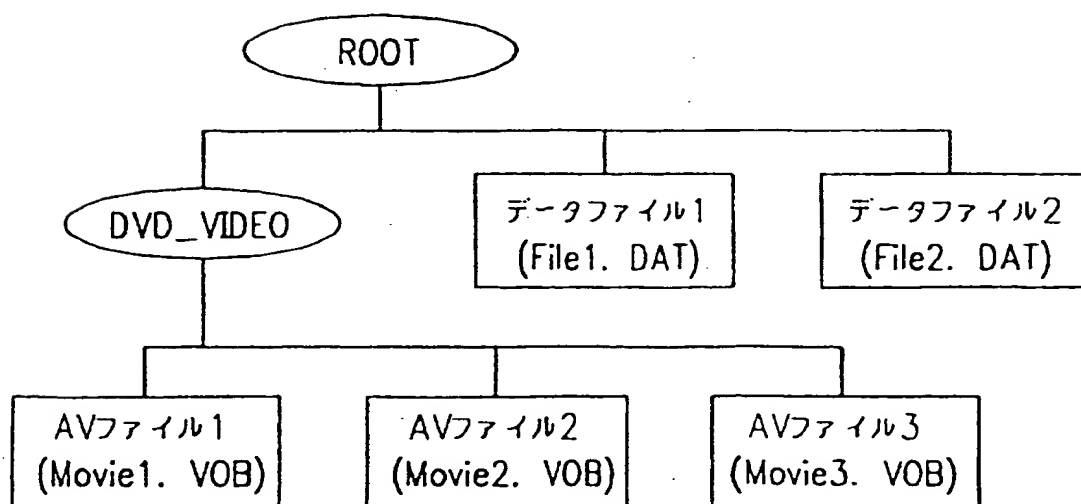 ROOT
DVD_VIDEO
データファイル1
(File1. DAT)
データファイル2
(File2. DAT)
AVファイル1
(Movie1. VOB)
AVファイル2
(Movie2. VOB)
AVファイル3
(Movie3. VOB)